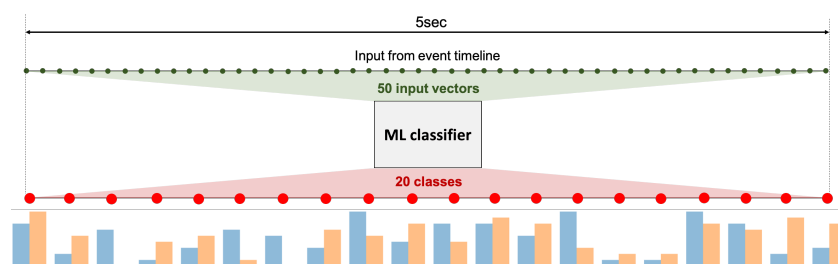 5sec
Input from event timeline
50 input vectors
ML classifier
20 classes